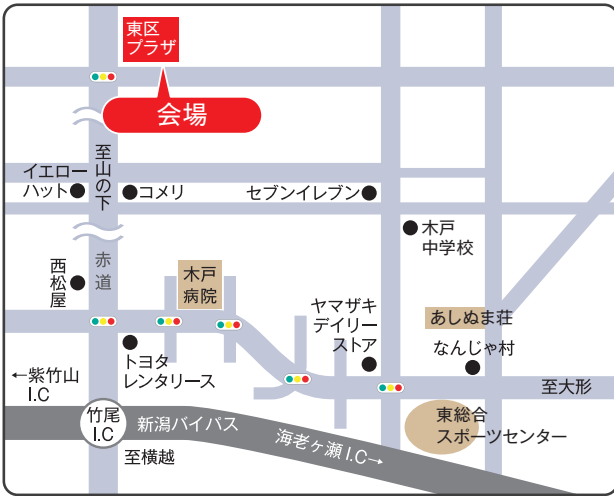 東区
プラザ
会場
至山の下
イエロー
ハット
コメリ
セブンイレブン
木戸
中学校
赤道
西松屋
木戸
病院
ヤマザキ
デイリー
ストア
あしぬま荘
なんじゃ村
トヨタ
レンタリース
←紫竹山
I.C
至大形
竹尾
I.C
新潟バイパス
海老ヶ瀬I.C→
東総合
スポーツセンター
至横越